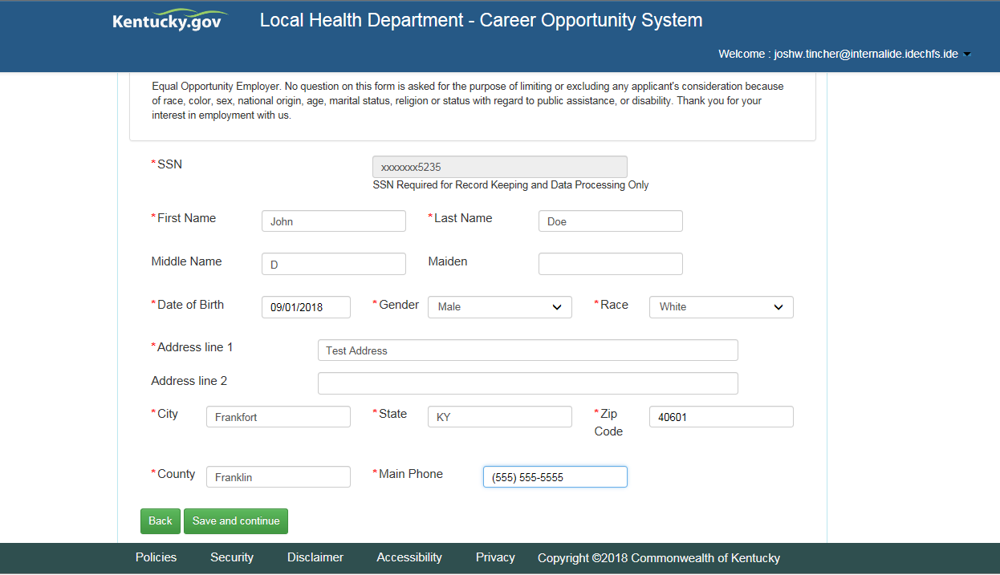 Kentucky.gov Local Health Department - Career Opportunity System
Welcome : joshw.tincher@internalide.idechfs.ide
Equal Opportunity Employer. No question on this form is asked for the purpose of limiting or excluding any applicant's consideration because
of race, color, sex, national origin, age, marital status, religion or status with regard to public assistance, or disability. Thank you for your
interest in employment with us.
*SSN xxxxxxx5235
SSN Required for Record Keeping and Data Processing Only
*First Name John *Last Name Doe
Middle Name D Maiden
*Date of Birth 09/01/2018 *Gender Male *Race White
*Address line 1 Test Address
Address line 2
*City Frankfort *State KY *Zip Code 40601
*County Franklin *Main Phone (555) 555-5555
Back Save and continue
Policies Security Disclaimer Accessibility Privacy Copyright ©2018 Commonwealth of Kentucky